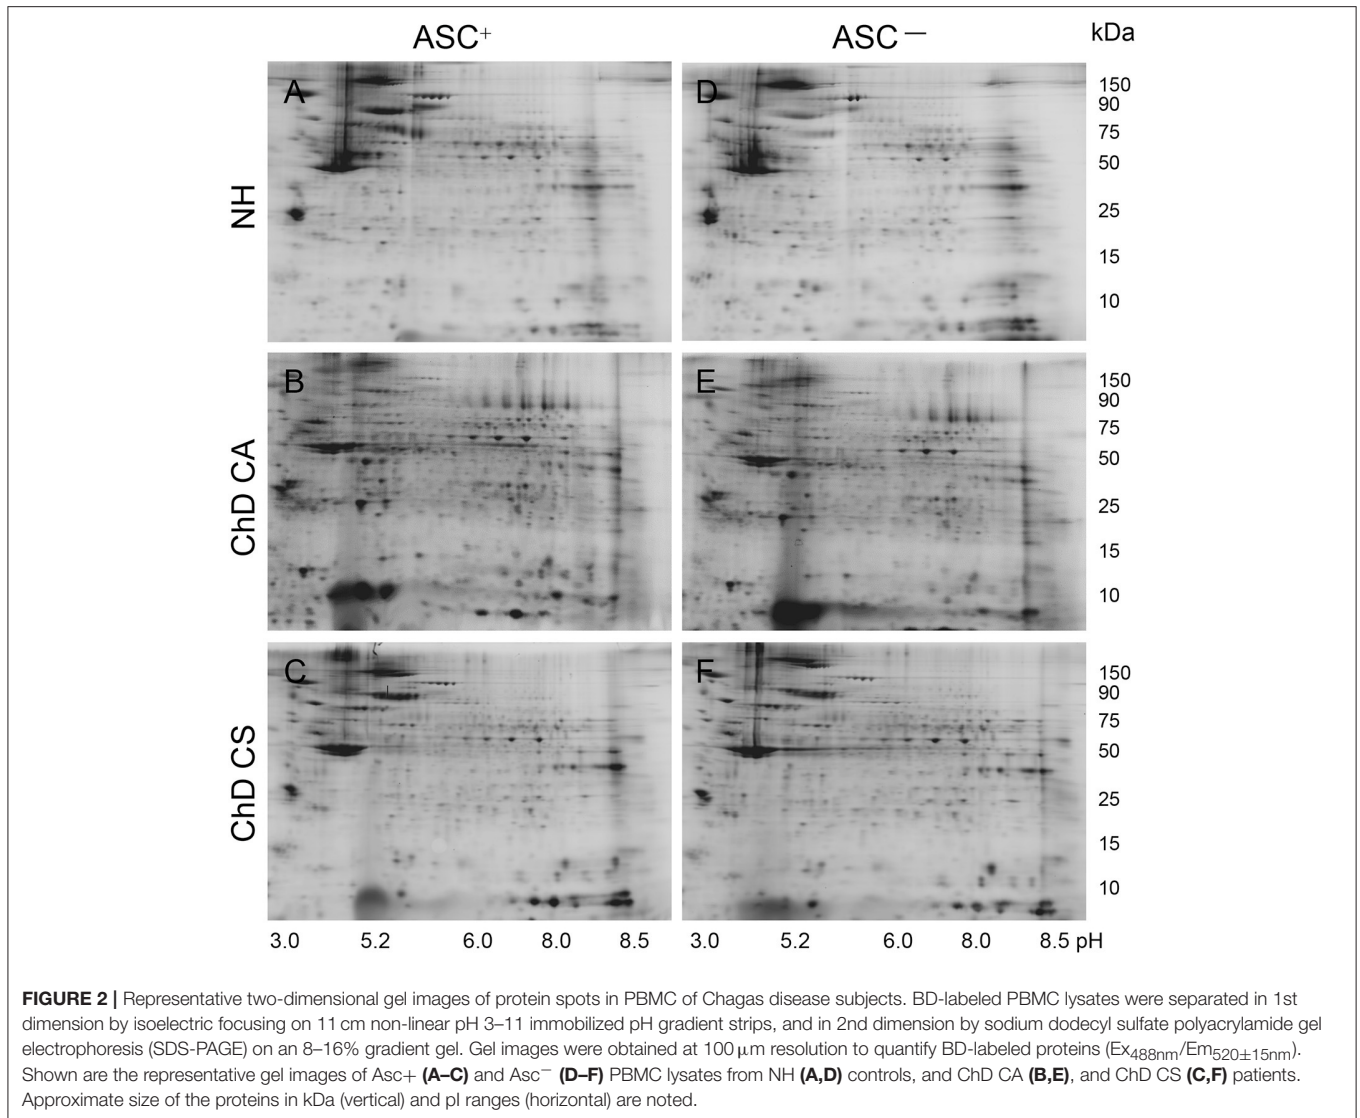 ASC⁺ ASC — kDa
A D 150
90
75
50
25
15
10
NH
B E 150
90
75
50
25
15
10
ChD CA
C F 150
90
75
50
25
15
10
ChD CS
3.0 5.2 6.0 8.0 8.5 3.0 5.2 6.0 8.0 8.5 pH
FIGURE 2 | Representative two-dimensional gel images of protein spots in PBMC of Chagas disease subjects. BD-labeled PBMC lysates were separated in 1st
dimension by isoelectric focusing on 11 cm non-linear pH 3–11 immobilized pH gradient strips, and in 2nd dimension by sodium dodecyl sulfate polyacrylamide gel
electrophoresis (SDS-PAGE) on an 8–16% gradient gel. Gel images were obtained at 100 μm resolution to quantify BD-labeled proteins (Ex488nm/Em520±15nm).
Shown are the representative gel images of Asc+ (A–C) and Asc⁻ (D–F) PBMC lysates from NH (A,D) controls, and ChD CA (B,E), and ChD CS (C,F) patients.
Approximate size of the proteins in kDa (vertical) and pI ranges (horizontal) are noted.